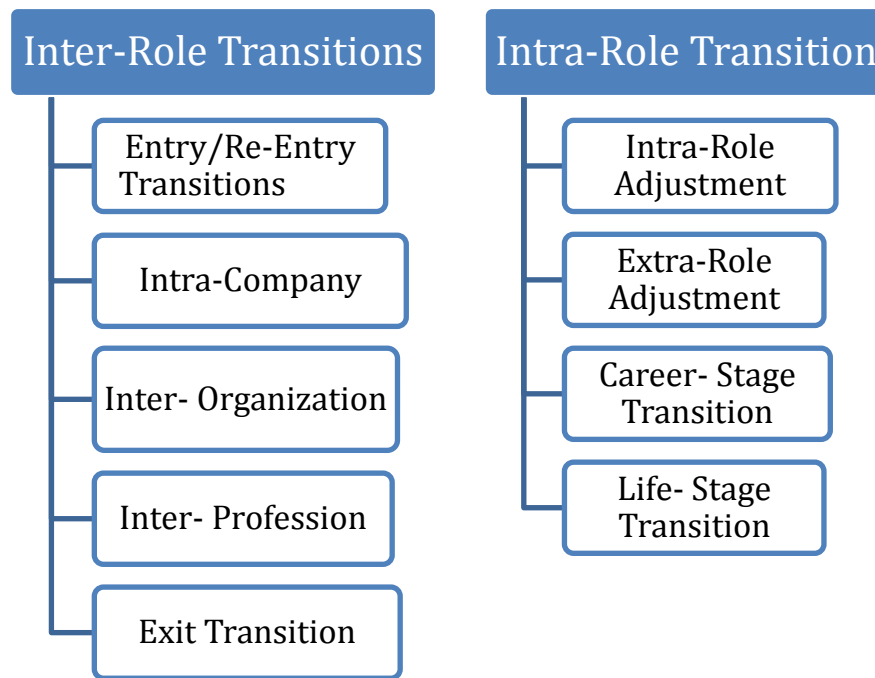 Inter-Role Transitions
Entry/Re-Entry
Transitions
Intra-Company
Inter- Organization
Inter- Profession
Exit Transition
Intra-Role Transition
Intra-Role
Adjustment
Extra-Role
Adjustment
Career- Stage
Transition
Life- Stage
Transition